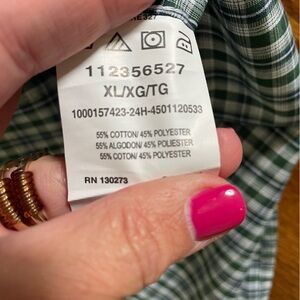 112356527
XL/XG/TG
1000157423-24H-4501120533
55% COTTON/ 45% POLYESTER
55% ALGODON/ 45% POLYESTER
55% COTON/ 45% POLYESTER
RN 130273